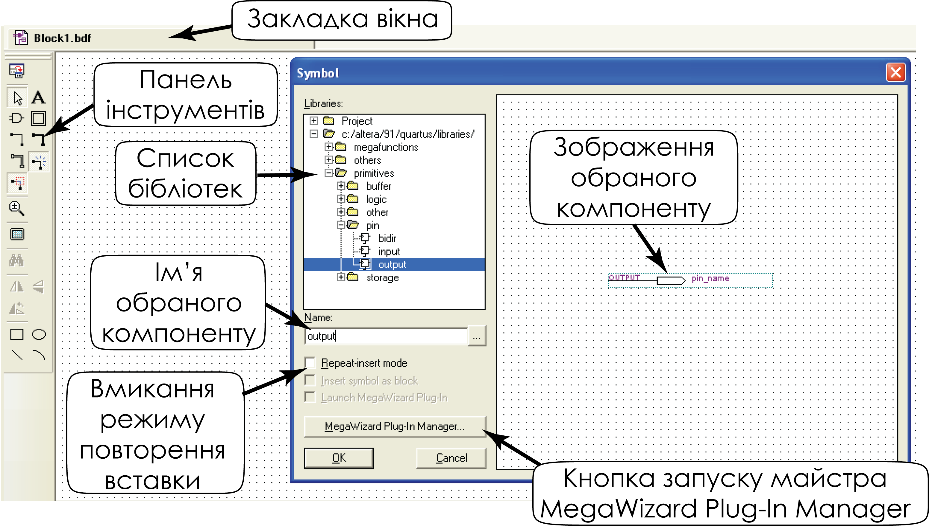 Закладка вікна
Block1.bdf
Панель
інструментів
Список
бібліотек
Ім’я
обраного
компоненту
Вмикання
режиму
повторення
вставки
Symbol
Libraries:
Project
c:/altera/91/quartus/libraries/
megafunctions
others
primitives
buffer
logic
other
pin
bidir
input
output
storage
Name:
output
...
Repeat-insert mode
Insert symbol as block
Launch MegaWizard Plug-In
MegaWizard Plug-In Manager...
OK
Cancel
Зображення
обраного
компоненту
OUTPUT
pin_name
Кнопка запуску майстра
MegaWizard Plug-In Manager